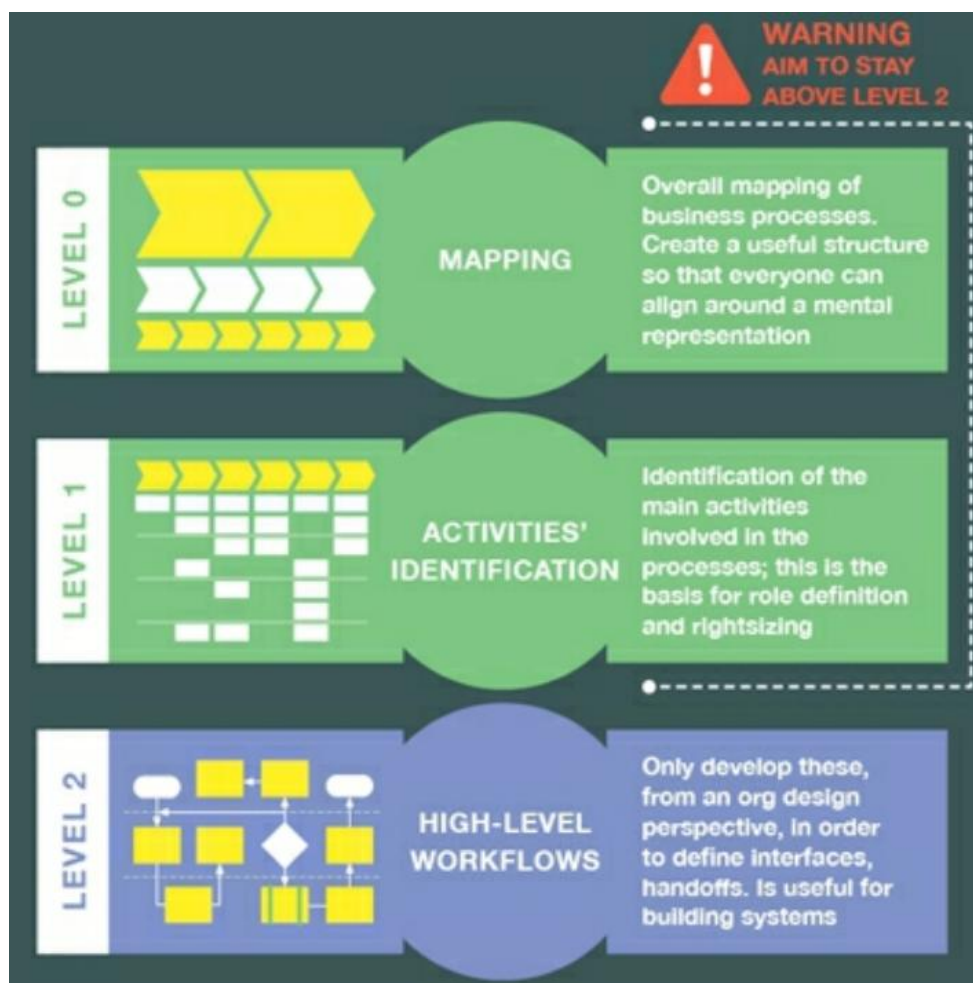 WARNING
AIM TO STAY
ABOVE LEVEL 2
LEVEL 0
MAPPING
Overall mapping of
business processes.
Create a useful structure
so that everyone can
align around a mental
representation
LEVEL 1
ACTIVITIES'
IDENTIFICATION
Identification of the
main activities
involved in the
processes; this is the
basis for role definition
and rightsizing
LEVEL 2
HIGH-LEVEL
WORKFLOWS
Only develop these,
from an org design
perspective, in order
to define interfaces,
handoffs. Is useful for
building systems